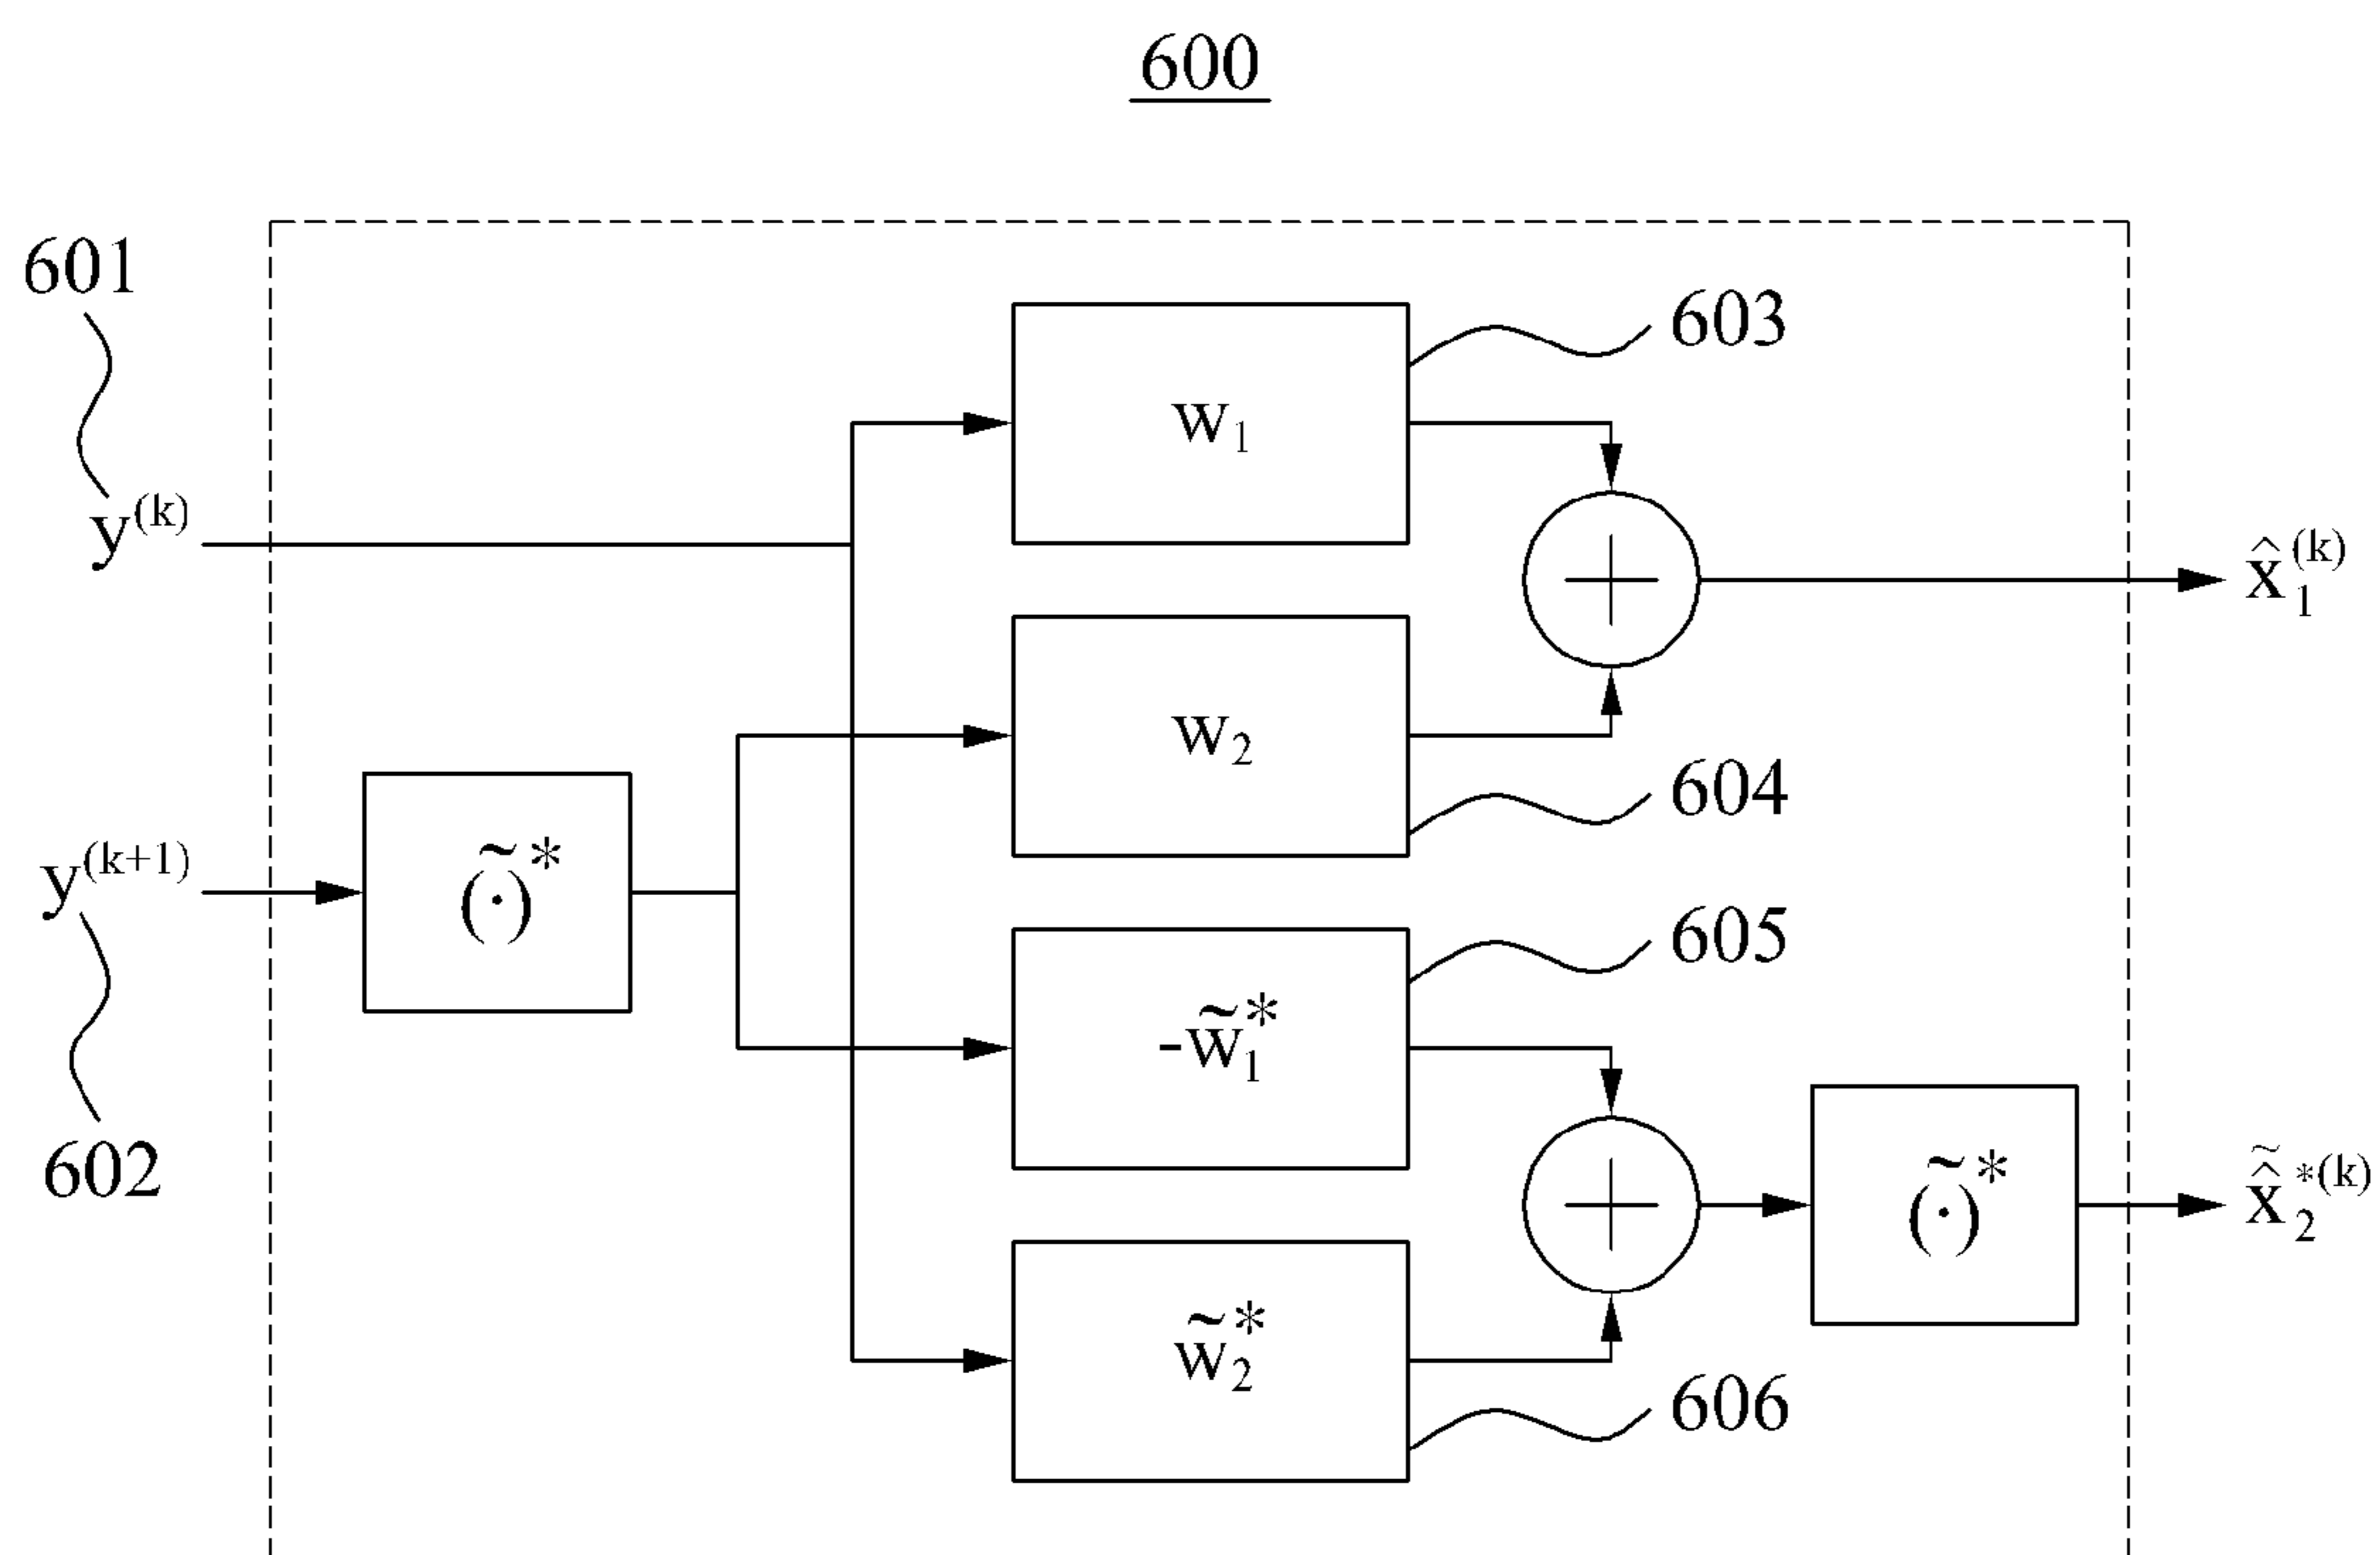 600
601
603
w₁
y⁽ᵏ⁾
x̂₁⁽ᵏ⁾
w₂
604
y⁽ᵏ⁺¹⁾
(·̃)*
605
-w̃₁*
602
(·̃)*
x̂̃₂*⁽ᵏ⁾
w̃₂*
606